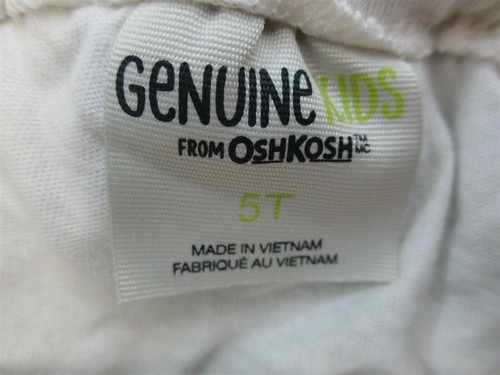 GENUINE KIDS
FROM OSHKOSH TM MC
5T
MADE IN VIETNAM
FABRIQUÉ AU VIETNAM